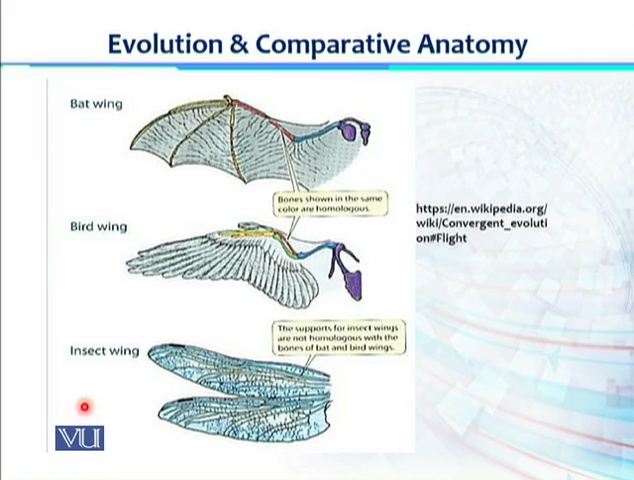 Evolution & Comparative Anatomy
Bat wing
Bones shown in the same
color are homologous.
https://en.wikipedia.org/
wiki/Convergent_evoluti
on#Flight
Bird wing
The supports for insect wings
are not homologous with the
bones of bat and bird wings.
Insect wing
VU